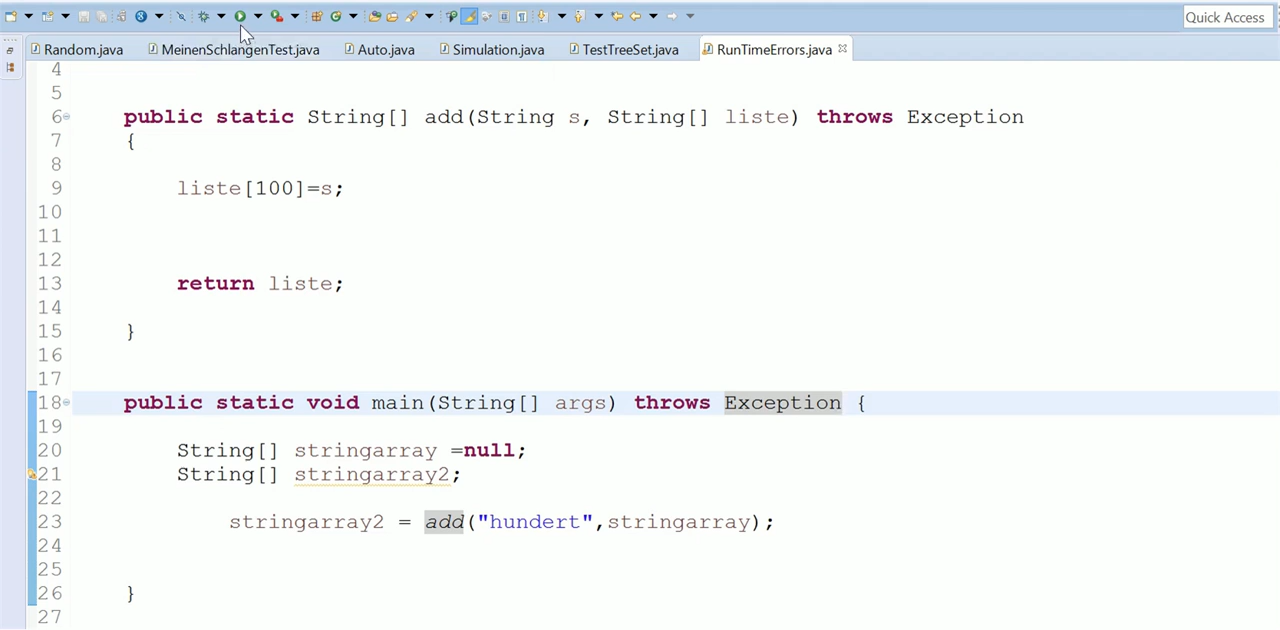 Quick Access
Random.java MeinenSchlangenTest.java Auto.java Simulation.java TestTreeSet.java RunTimeErrors.java
4
5
6 public static String[] add(String s, String[] liste) throws Exception
7 {
8
9 liste[100]=s;
10
11
12
13 return liste;
14
15 }
16
17
18 public static void main(String[] args) throws Exception {
19
20 String[] stringarray =null;
21 String[] stringarray2;
22
23 stringarray2 = add("hundert",stringarray);
24
25
26 }
27